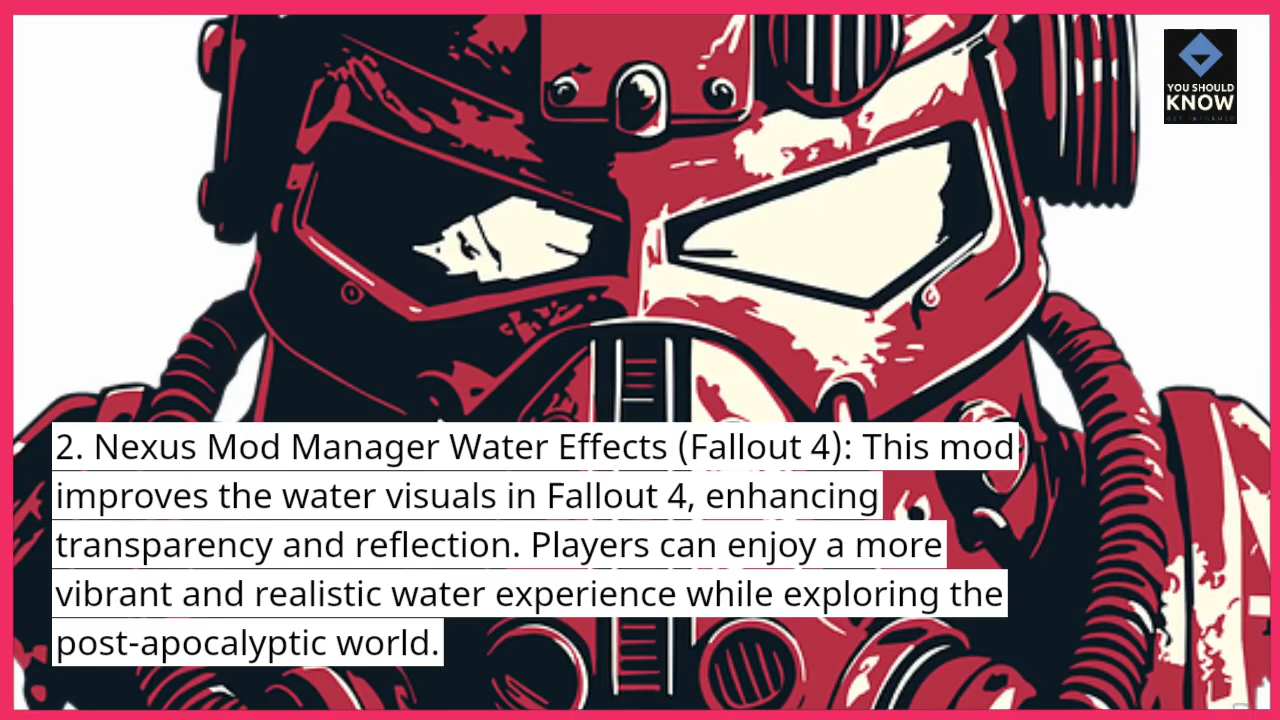 YOU SHOULD
KNOW
GET INFORMED
2. Nexus Mod Manager Water Effects (Fallout 4): This mod
improves the water visuals in Fallout 4, enhancing
transparency and reflection. Players can enjoy a more
vibrant and realistic water experience while exploring the
post-apocalyptic world.